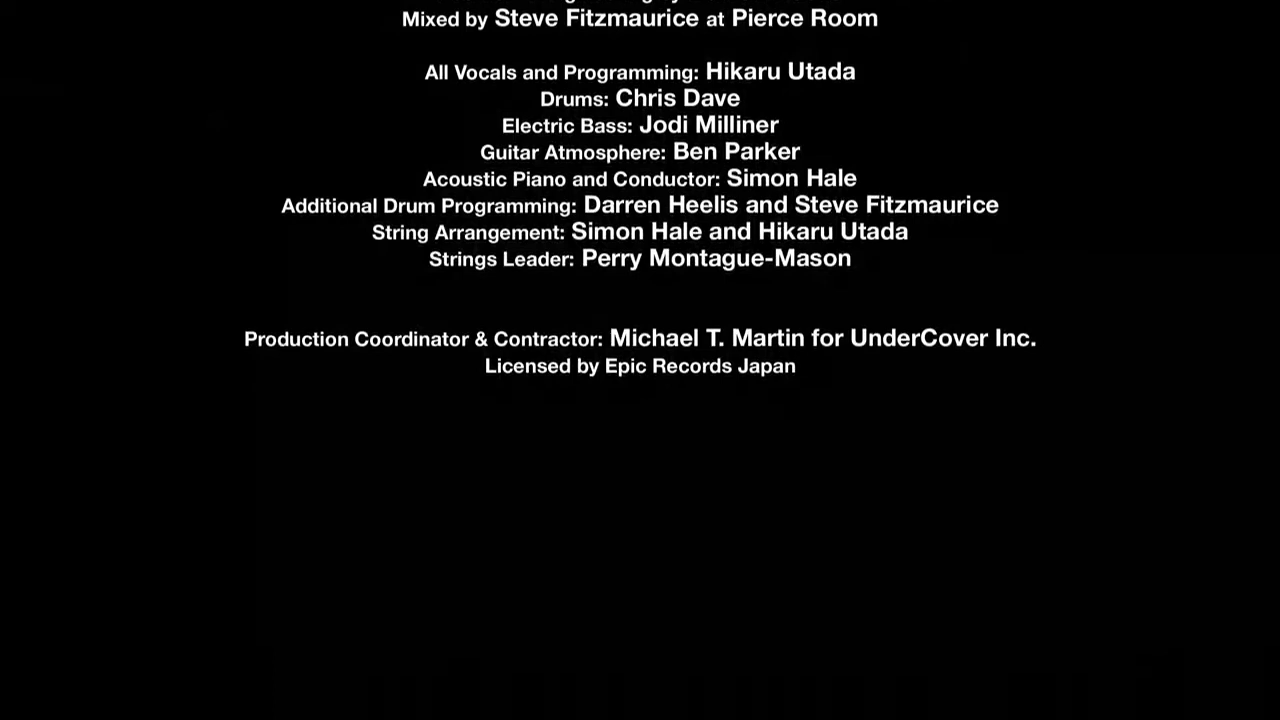 Mixed by Steve Fitzmaurice at Pierce Room
All Vocals and Programming: Hikaru Utada
Drums: Chris Dave
Electric Bass: Jodi Milliner
Guitar Atmosphere: Ben Parker
Acoustic Piano and Conductor: Simon Hale
Additional Drum Programming: Darren Heelis and Steve Fitzmaurice
String Arrangement: Simon Hale and Hikaru Utada
Strings Leader: Perry Montague-Mason
Production Coordinator & Contractor: Michael T. Martin for UnderCover Inc.
Licensed by Epic Records Japan